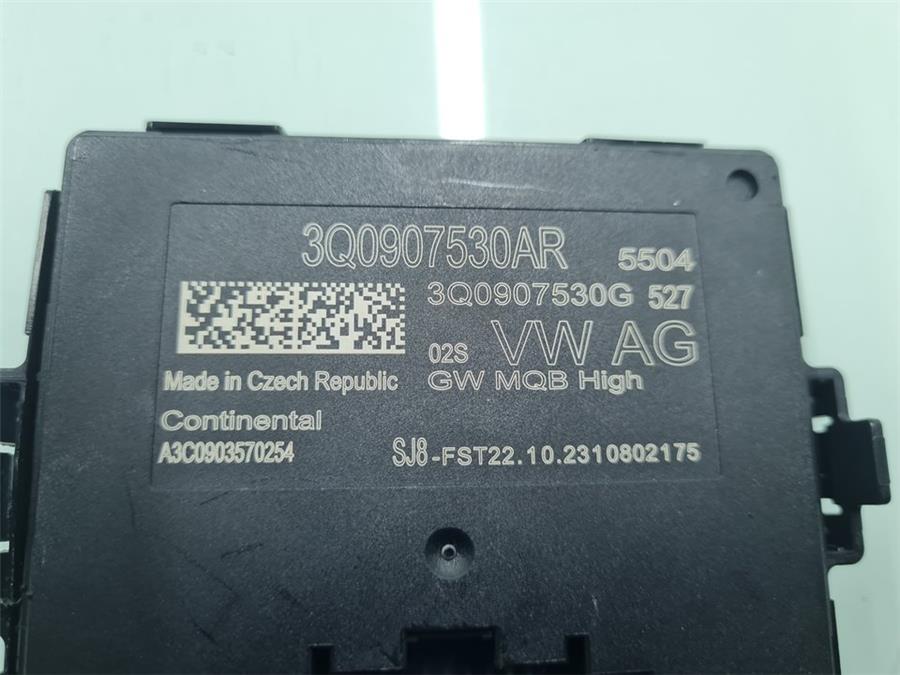 3Q0907530AR 5504
3Q0907530G 527
02S VW AG
Made in Czech Republic GW MQB High
Continental
A3C0903570254 SJ8-FST22.10.2310802175